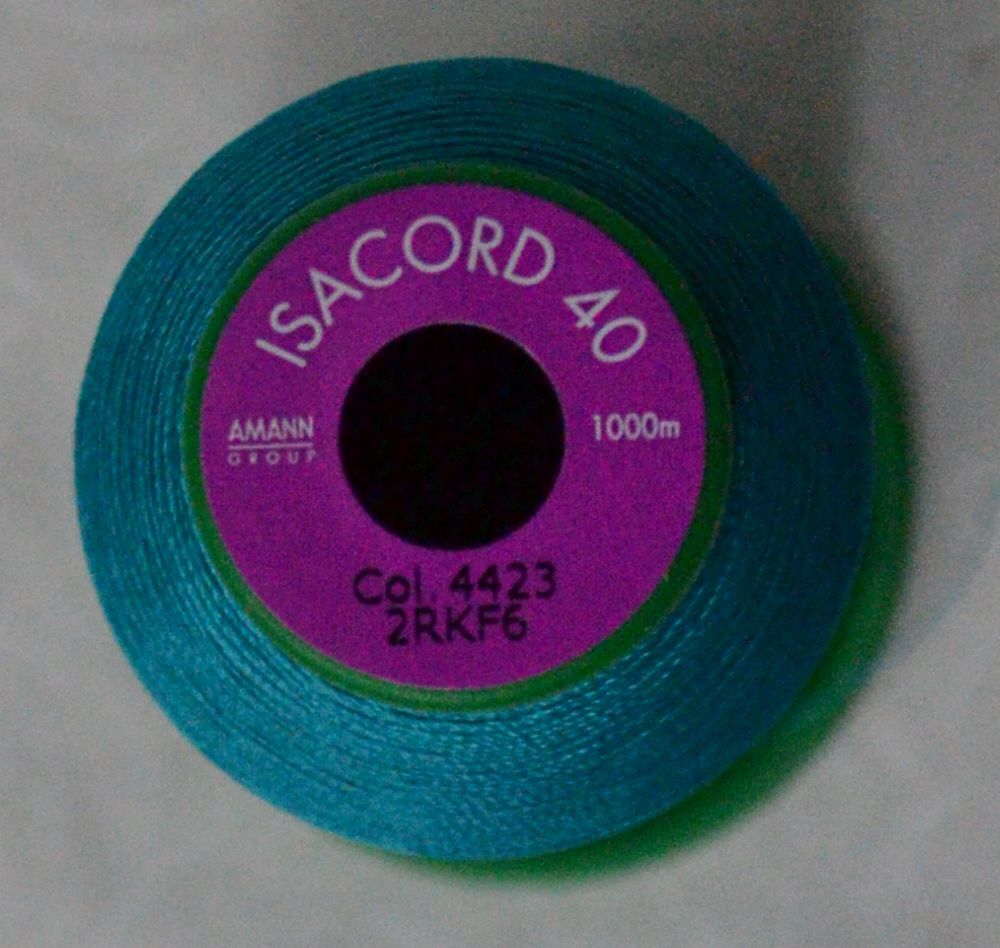 ISACORD 40
AMANN
GROUP
1000m
Col. 4423
2RKF6